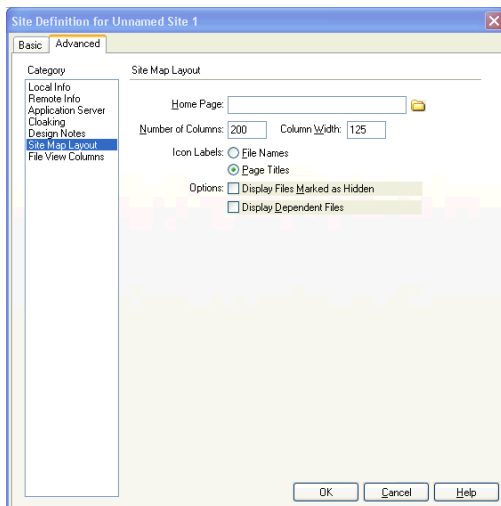 Site Definition for Unnamed Site 1
Basic
Advanced
Category
Local Info
Remote Info
Application Server
Cloaking
Design Notes
Site Map Layout
File View Columns
Site Map Layout
Home Page:
Number of Columns: 200 Column Width: 125
Icon Labels: File Names
Page Titles
Options: Display Files Marked as Hidden
Display Dependent Files
OK Cancel Help